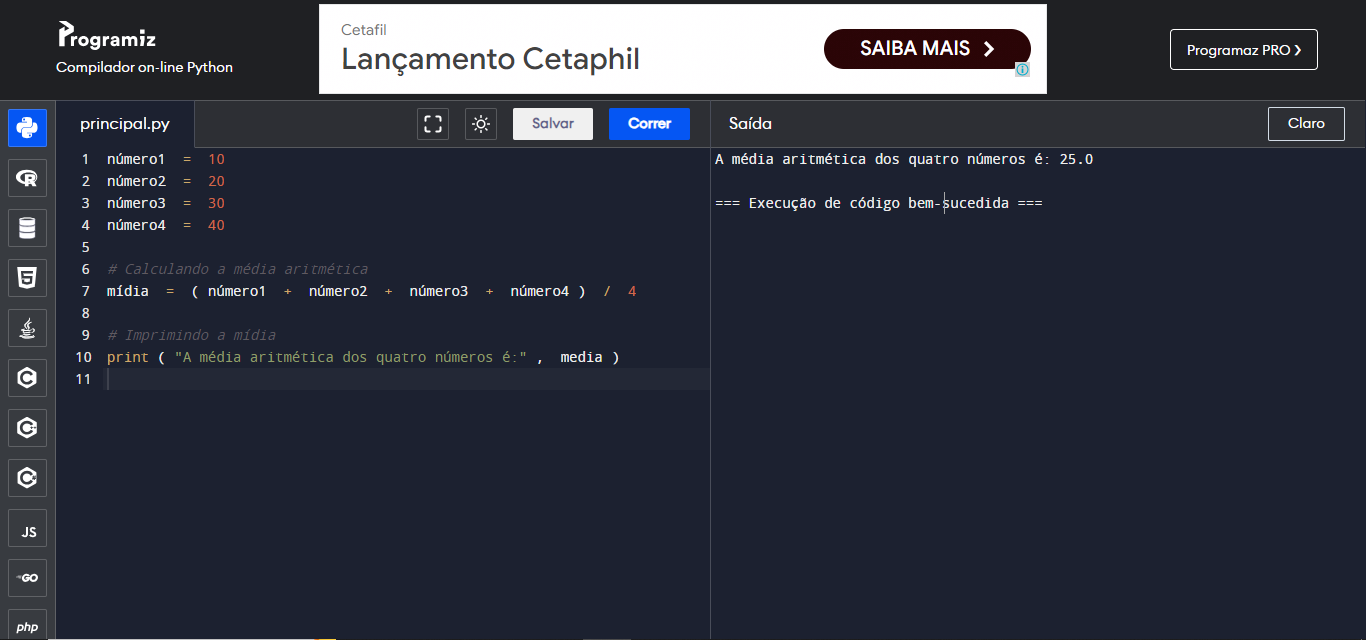 Programiz
Compilador on-line Python
Cetafil
Lançamento Cetaphil
SAIBA MAIS
Programaz PRO ❯
principal.py
Salvar
Correr
Saída
Claro
1 número1 = 10
2 número2 = 20
3 número3 = 30
4 número4 = 40
5
6 # Calculando a média aritmética
7 mídia = ( número1 + número2 + número3 + número4 ) / 4
8
9 # Imprimindo a mídia
10 print ( "A média aritmética dos quatro números é:" , media )
11
A média aritmética dos quatro números é: 25.0
=== Execução de código bem-sucedida ===
R
5
C
C
C
JS
GO
php